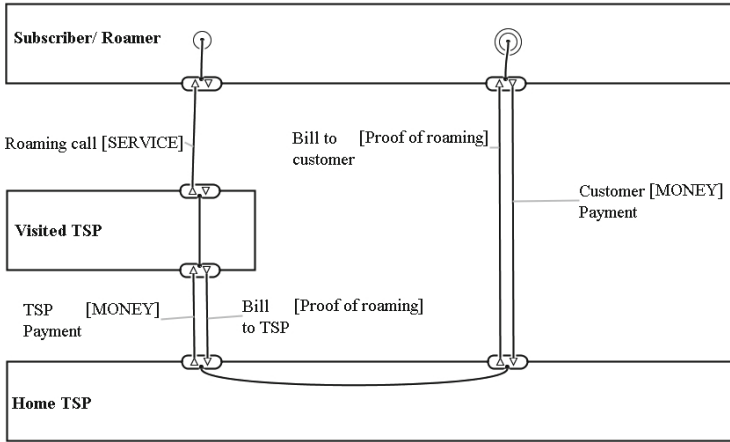 Subscriber/ Roamer
Roaming call [SERVICE]
Bill to [Proof of roaming]
customer
Customer [MONEY]
Payment
Visited TSP
TSP [MONEY]
Payment
Bill [Proof of roaming]
to TSP
Home TSP